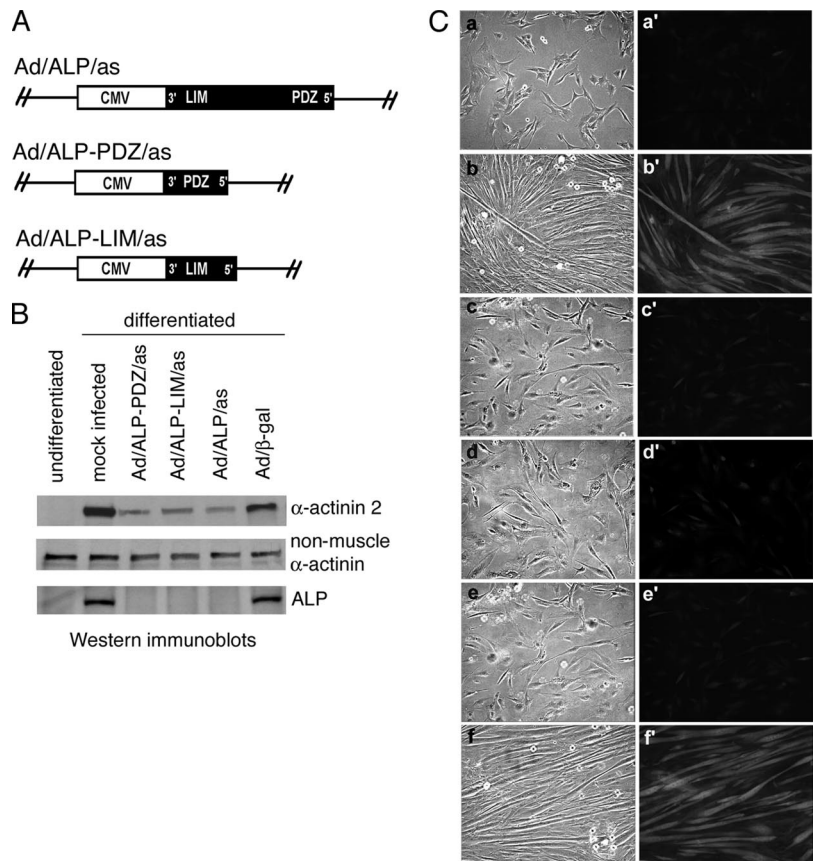 A
Ad/ALP/as
CMV 3' LIM PDZ 5'
Ad/ALP-PDZ/as
CMV 3' PDZ 5'
Ad/ALP-LIM/as
CMV 3' LIM 5'
B
differentiated
undifferentiated
mock infected
Ad/ALP-PDZ/as
Ad/ALP-LIM/as
Ad/ALP/as
Ad/β-gal
α-actinin 2
non-muscle
α-actinin
ALP
Western immunoblots
C
a a'
b b'
c c'
d d'
e e'
f f'